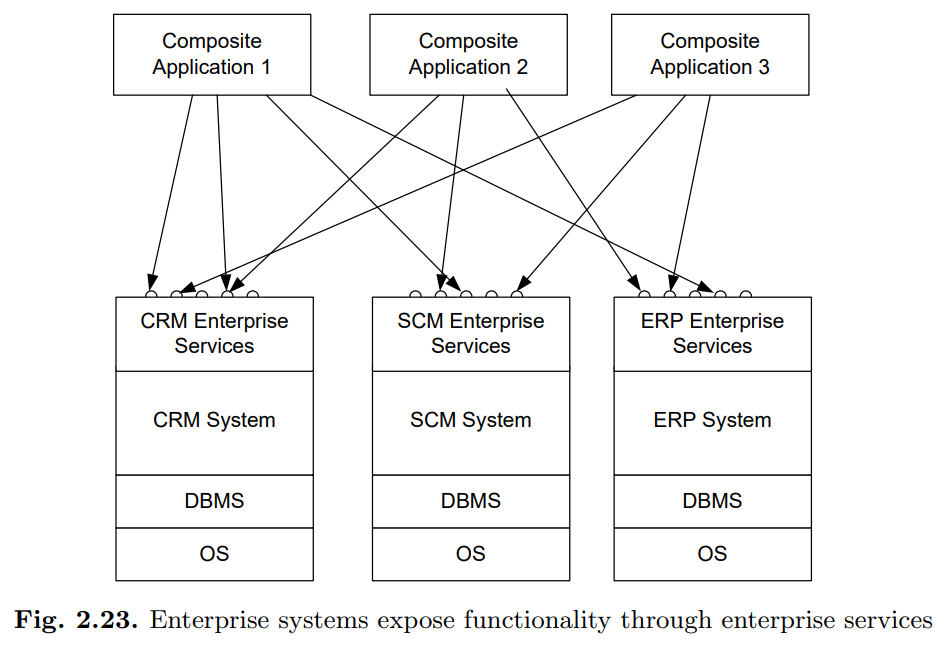 Composite
Application 1
Composite
Application 2
Composite
Application 3
CRM Enterprise
Services
SCM Enterprise
Services
ERP Enterprise
Services
CRM System
SCM System
ERP System
DBMS
DBMS
DBMS
OS
OS
OS
Fig. 2.23. Enterprise systems expose functionality through enterprise services